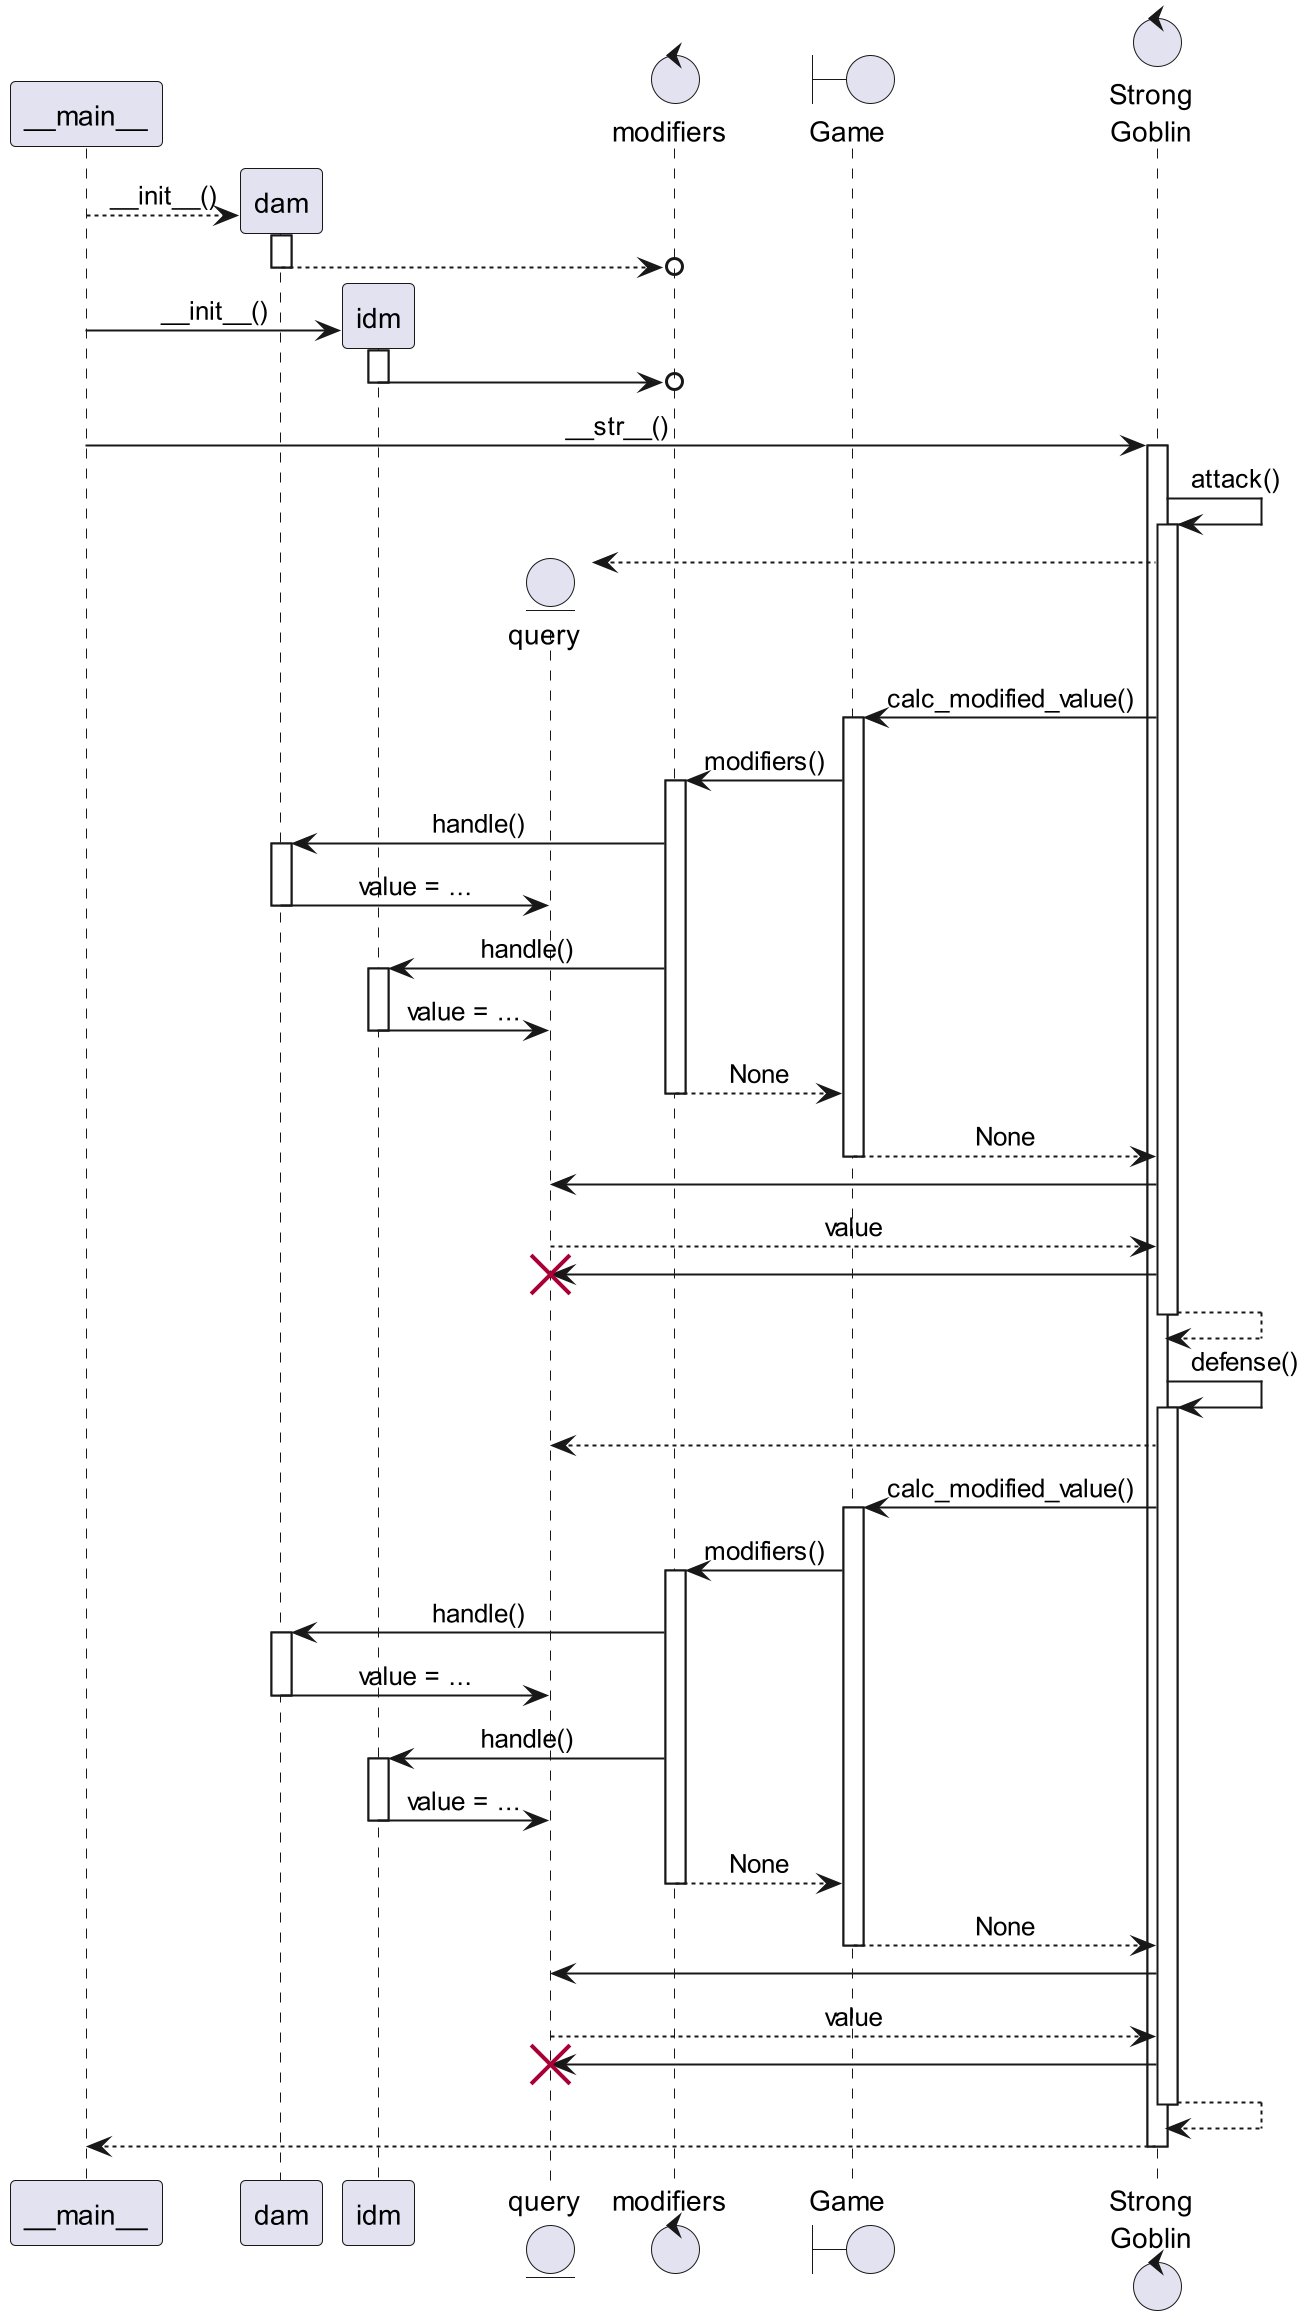 Strong
Goblin
modifiers
Game
__main__
__init__()
dam
__init__()
idm
__str__()
attack()
query
calc_modified_value()
modifiers()
handle()
value = ...
handle()
value = ...
None
None
value
defense()
calc_modified_value()
modifiers()
handle()
value = ...
handle()
value = ...
None
None
value
__main__
dam
idm
query
modifiers
Game
Strong
Goblin